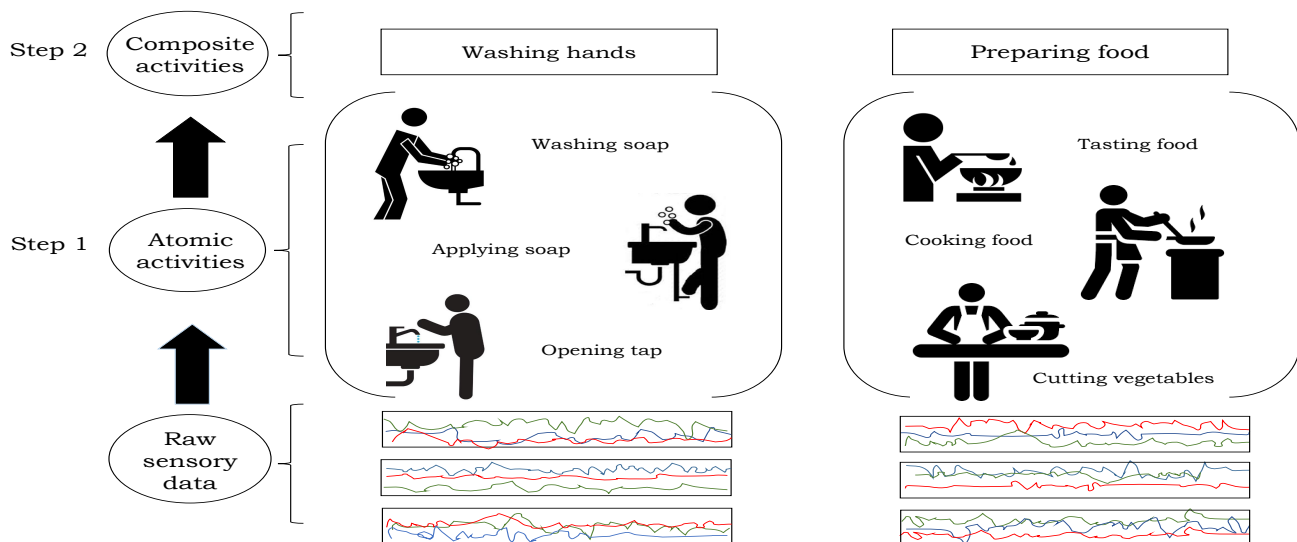 Step 2
Composite
activities
Washing hands
Preparing food
Washing soap
Tasting food
Step 1
Atomic
activities
Applying soap
Cooking food
Opening tap
Cutting vegetables
Raw
sensory
data